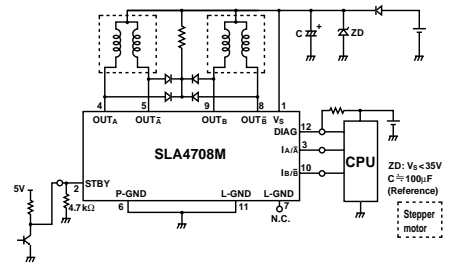 C
+
ZD
4
5
9
8
1
OUTA
OUTA̅
OUTB
OUTB̅
VS
DIAG
12
SLA4708M
IA/A̅
3
IB/B̅
10
CPU
ZD: VS<35V
C≒100μF
(Reference)
Stepper
motor
5V
2
STBY
4.7kΩ
P-GND
L-GND
L-GND
6
11
7
N.C.